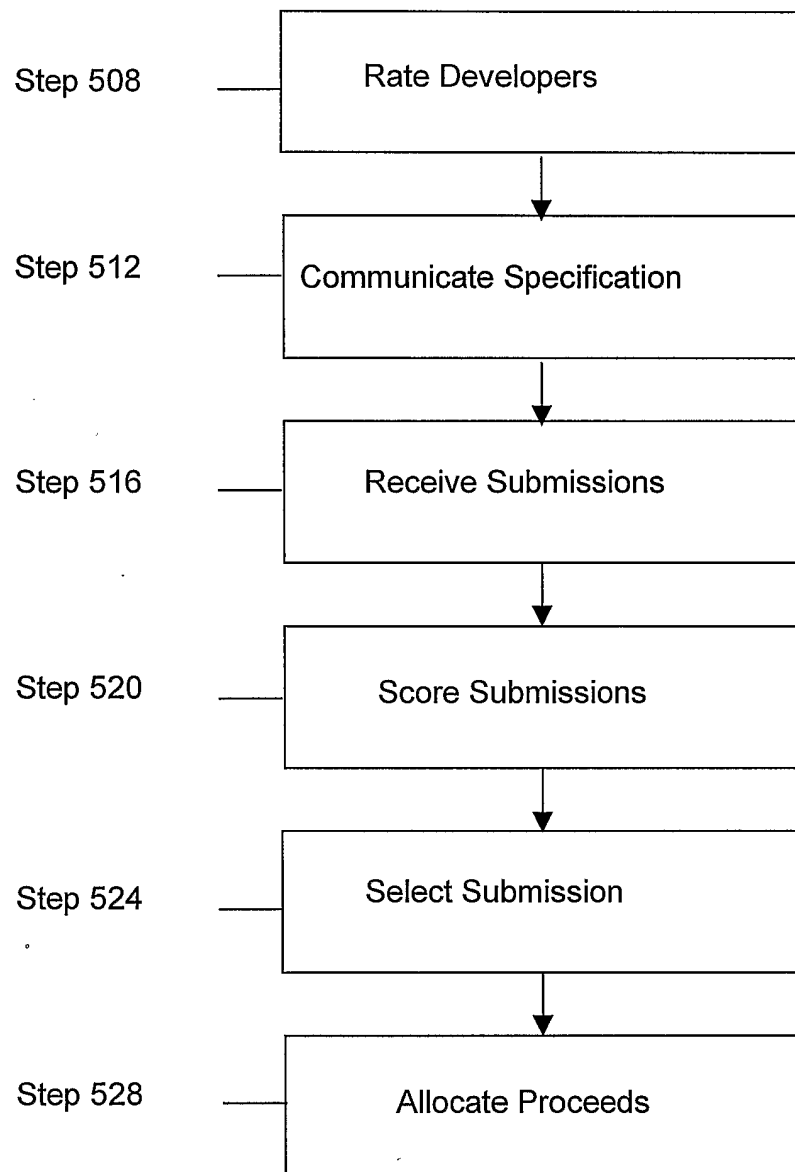 Step 508
Rate Developers
Step 512
Communicate Specification
Step 516
Receive Submissions
Step 520
Score Submissions
Step 524
Select Submission
Step 528
Allocate Proceeds